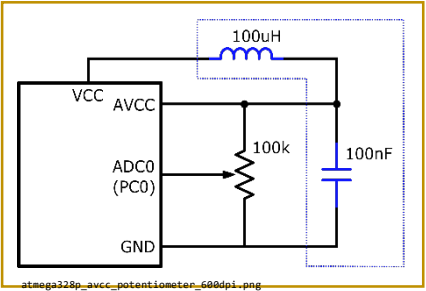 100uH
VCC
AVCC
100k
100nF
ADC0
(PC0)
GND
atmega328p_avcc_potentiometer_600dpi.png